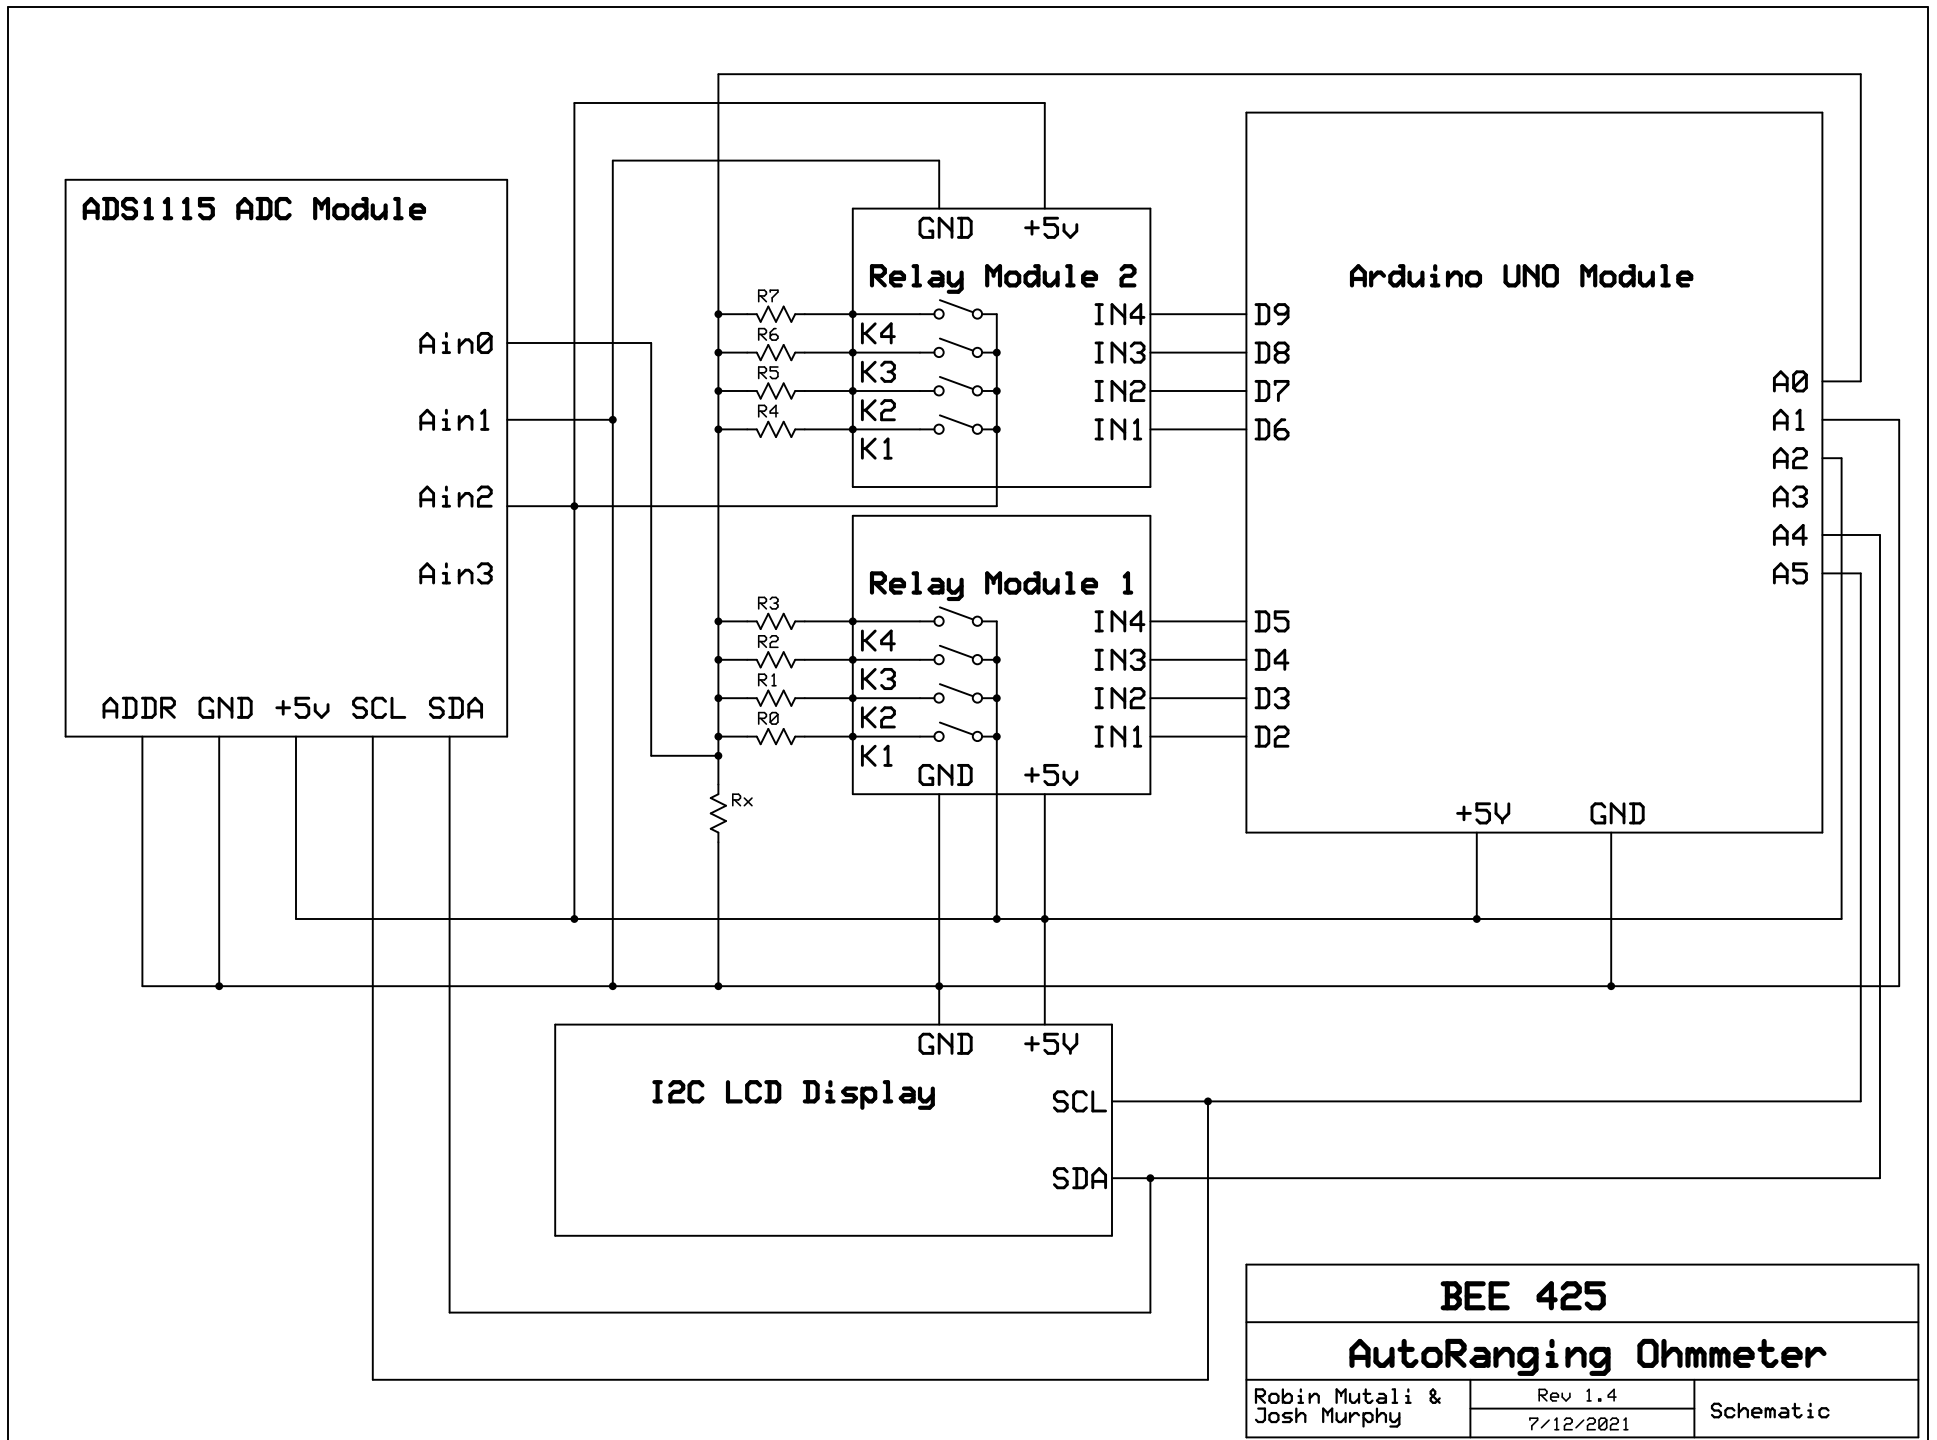 ADS1115 ADC Module
Ain0
Ain1
Ain2
Ain3
ADDR GND +5v SCL SDA
GND +5v
Relay Module 2
R7
K4
IN4
R6
K3
IN3
R5
K2
IN2
R4
K1
IN1
Relay Module 1
R3
K4
IN4
R2
K3
IN3
R1
K2
IN2
R0
K1
IN1
GND +5v
Rx
Arduino UNO Module
D9
D8
D7
D6
D5
D4
D3
D2
A0
A1
A2
A3
A4
A5
+5V GND
GND +5V
I2C LCD Display
SCL
SDA
BEE 425
AutoRanging Ohmmeter
Robin Mutali &
Josh Murphy
Rev 1.4
7/12/2021
Schematic